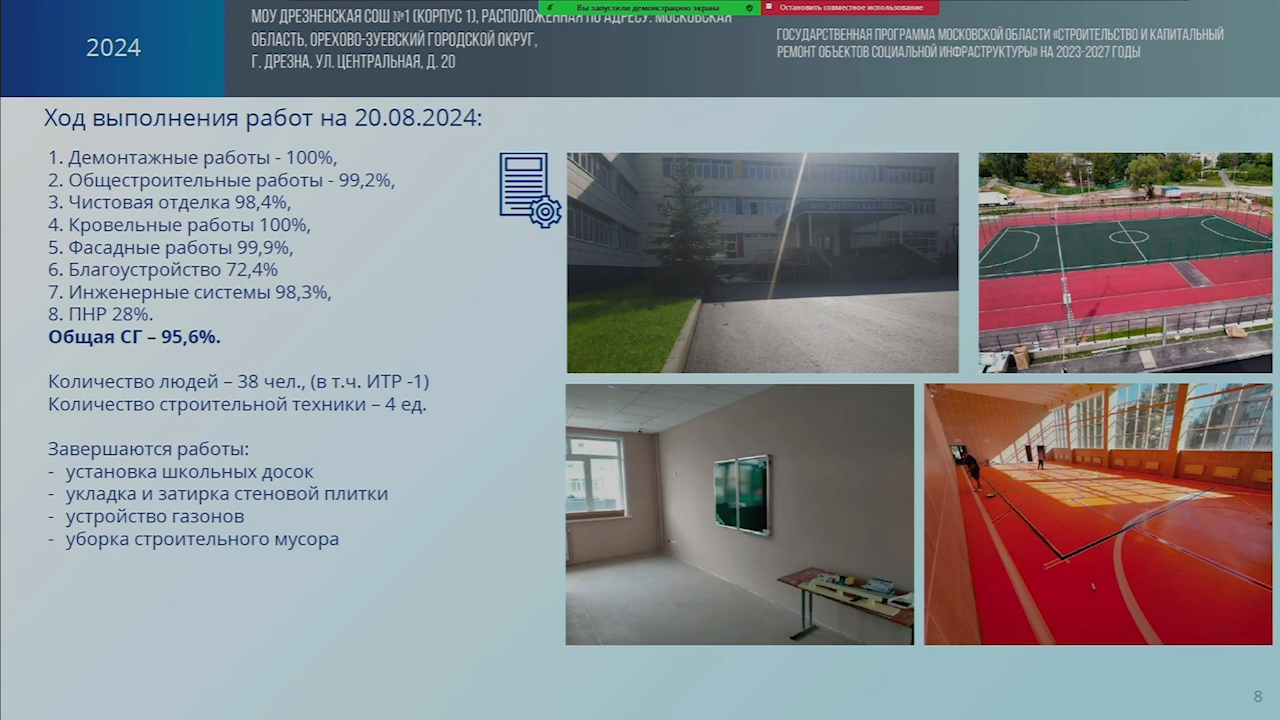 Вы запустили демонстрацию экрана
Остановить совместное использование
2024
МОУ ДРЕЗНЕНСКАЯ СОШ №1 (КОРПУС 1), РАСПОЛОЖЕННАЯ ПО АДРЕСУ: МОСКОВСКАЯ
ОБЛАСТЬ, ОРЕХОВО-ЗУЕВСКИЙ ГОРОДСКОЙ ОКРУГ,
Г. ДРЕЗНА, УЛ. ЦЕНТРАЛЬНАЯ, Д. 20
ГОСУДАРСТВЕННАЯ ПРОГРАММА МОСКОВСКОЙ ОБЛАСТИ «СТРОИТЕЛЬСТВО И КАПИТАЛЬНЫЙ
РЕМОНТ ОБЪЕКТОВ СОЦИАЛЬНОЙ ИНФРАСТРУКТУРЫ» НА 2023-2027 ГОДЫ
Ход выполнения работ на 20.08.2024:
1. Демонтажные работы - 100%,
2. Общестроительные работы - 99,2%,
3. Чистовая отделка 98,4%,
4. Кровельные работы 100%,
5. Фасадные работы 99,9%,
6. Благоустройство 72,4%
7. Инженерные системы 98,3%,
8. ПНР 28%.
Общая СГ – 95,6%.
Количество людей – 38 чел., (в т.ч. ИТР -1)
Количество строительной техники – 4 ед.
Завершаются работы:
- установка школьных досок
- укладка и затирка стеновой плитки
- устройство газонов
- уборка строительного мусора
8